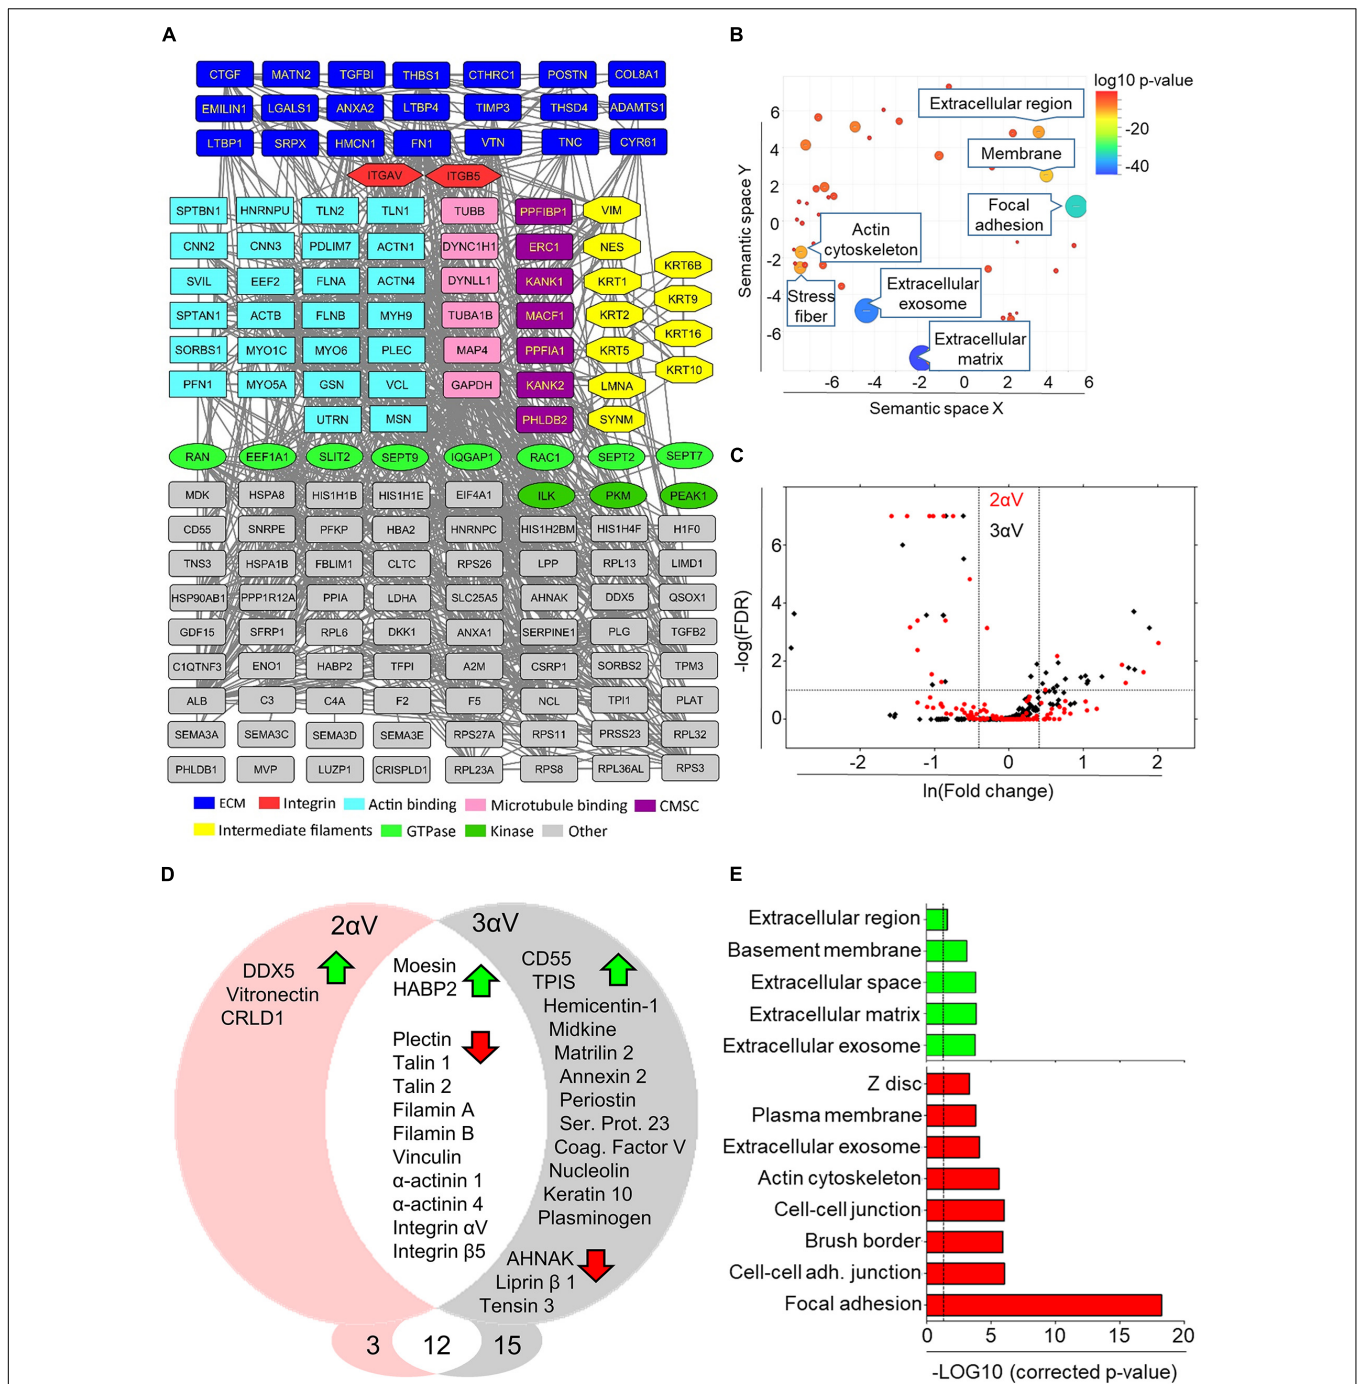 A
CTGF MATN2 TGFBI THBS1 CTHRC1 POSTN COL8A1
EMILIN1 LGALS1 ANXA2 LTBP4 TIMP3 THSD4 ADAMTS1
LTBP1 SRPX HMCN1 FN1 VTN TNC CYR61
ITGAV ITGB5
SPTBN1 HNRNPU TLN2 TLN1 TUBB PPFIBP1 VIM
CNN2 CNN3 PDLIM7 ACTN1 DYNC1H1 ERC1 NES
KRT6B
SVIL EEF2 FLNA ACTN4 DYNLL1 KANK1 KRT1
KRT9
SPTAN1 ACTB FLNB MYH9 TUBA1B MACF1 KRT2
KRT16
SORBS1 MYO1C MYO6 PLEC MAP4 PPFIA1 KRT5
KRT10
PFN1 MYO5A GSN VCL GAPDH KANK2 LMNA
UTRN MSN PHLDB2 SYNM
RAN EEF1A1 SLIT2 SEPT9 IQGAP1 RAC1 SEPT2 SEPT7
MDK HSPA8 HIS1H1B HIS1H1E EIF4A1 ILK PKM PEAK1
CD55 SNRPE PFKP HBA2 HNRNPC HIS1H2BM HIS1H4F H1F0
TNS3 HSPA1B FBLIM1 CLTC RPS26 LPP RPL13 LIMD1
HSP90AB1 PPP1R12A PPIA LDHA SLC25A5 AHNAK DDX5 QSOX1
GDF15 SFRP1 RPL6 DKK1 ANXA1 SERPINE1 PLG TGFB2
C1QTNF3 ENO1 HABP2 TFPI A2M CSRP1 SORBS2 TPM3
ALB C3 C4A F2 F5 NCL TPI1 PLAT
SEMA3A SEMA3C SEMA3D SEMA3E RPS27A RPS11 PRSS23 RPL32
PHLDB1 MVP LUZP1 CRISPLD1 RPL23A RPS8 RPL36AL RPS3
ECM Integrin Actin binding Microtubule binding CMSC
Intermediate filaments GTPase Kinase Other
B
log10 p-value
-20
-40
Extracellular region
Membrane
Focal
adhesion
Actin
cytoskeleton
Extracellular
exosome
Stress
fiber
Extracellular
matrix
6
4
2
0
-2
-4
-6
Semantic space Y
-6 -4 -2 0 2 4 6
Semantic space X
C
2αV
3αV
6
4
2
0
-log(FDR)
-2 -1 0 1 2
ln(Fold change)
D
2αV
DDX5
Vitronectin
CRLD1
Moesin
HABP2
Plectin
Talin 1
Talin 2
Filamin A
Filamin B
Vinculin
α-actinin 1
α-actinin 4
Integrin αV
Integrin β5
3αV
CD55
TPIS
Hemicentin-1
Midkine
Matrilin 2
Annexin 2
Periostin
Ser. Prot. 23
Coag. Factor V
Nucleolin
Keratin 10
Plasminogen
AHNAK
Liprin β 1
Tensin 3
3 12 15
E
Extracellular region
Basement membrane
Extracellular space
Extracellular matrix
Extracellular exosome
Z disc
Plasma membrane
Extracellular exosome
Actin cytoskeleton
Cell-cell junction
Brush border
Cell-cell adh. junction
Focal adhesion
0 5 10 15 20
-LOG10 (corrected p-value)